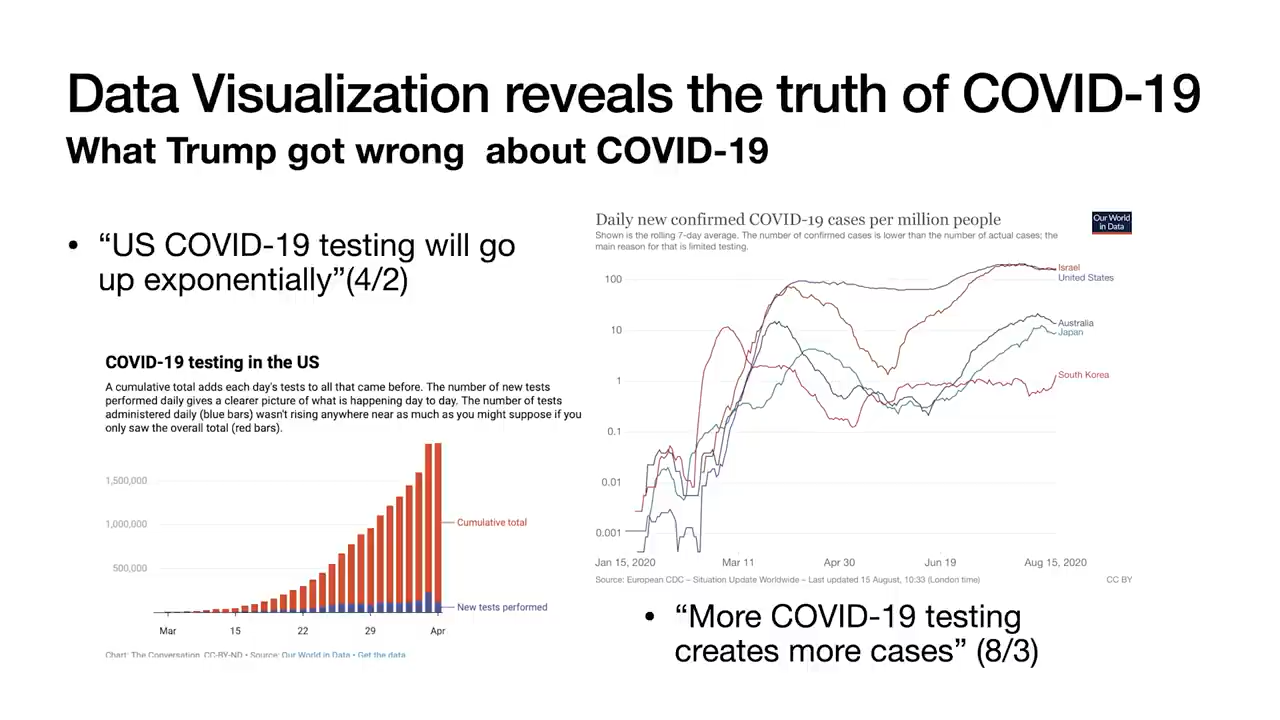 Data Visualization reveals the truth of COVID-19
What Trump got wrong about COVID-19
• “US COVID-19 testing will go
up exponentially”(4/2)
COVID-19 testing in the US
A cumulative total adds each day's tests to all that came before. The number of new tests
performed daily gives a clearer picture of what is happening day to day. The number of tests
administered daily (blue bars) wasn't rising anywhere near as much as you might suppose if you
only saw the overall total (red bars).
1,500,000
1,000,000
500,000
Cumulative total
New tests performed
Mar 15 22 29 Apr
Chart: The Conversation, CC-BY-ND • Source: Our World in Data • Get the data
Daily new confirmed COVID-19 cases per million people
Shown is the rolling 7-day average. The number of confirmed cases is lower than the number of actual cases; the
main reason for that is limited testing.
Our World
in Data
100
10
1
0.1
0.01
0.001
Israel
United States
Australia
Japan
South Korea
Jan 15, 2020 Mar 11 Apr 30 Jun 19 Aug 15, 2020
Source: European CDC – Situation Update Worldwide – Last updated 15 August, 10:33 (London time) CC BY
• “More COVID-19 testing
creates more cases” (8/3)